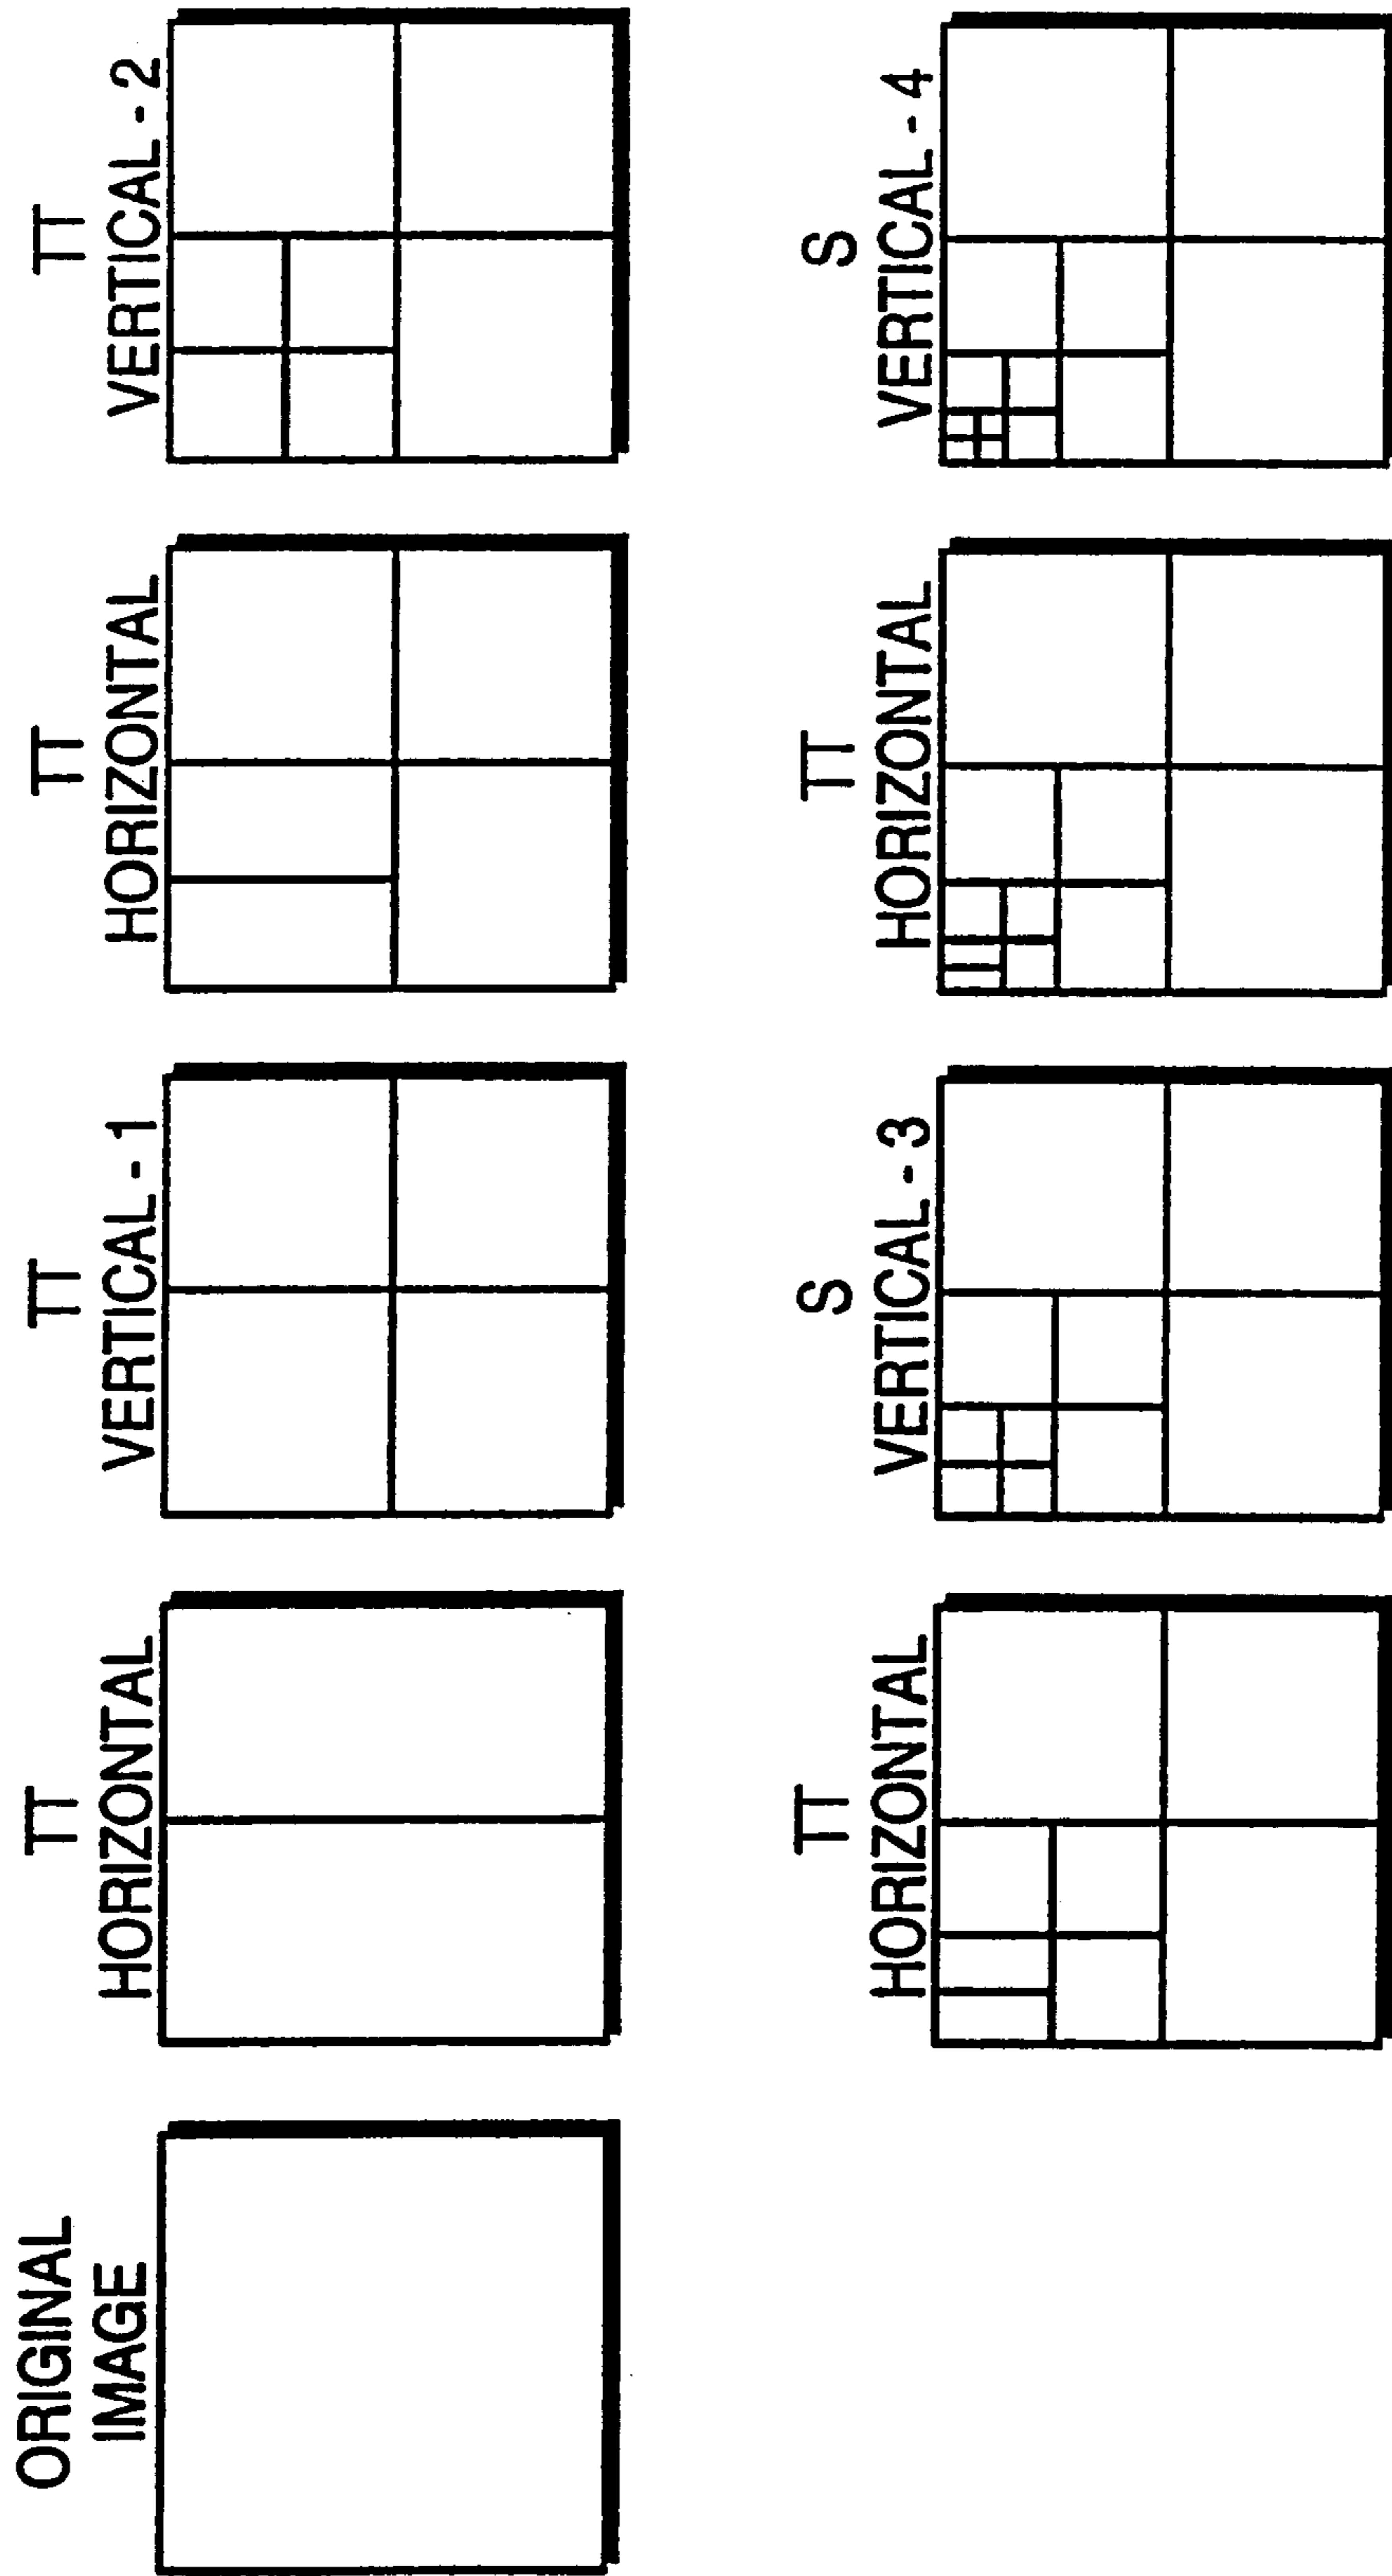 ORIGINAL
IMAGE
TT
HORIZONTAL
TT
VERTICAL - 1
TT
HORIZONTAL
TT
VERTICAL - 2
TT
HORIZONTAL
S
VERTICAL - 3
TT
HORIZONTAL
S
VERTICAL - 4